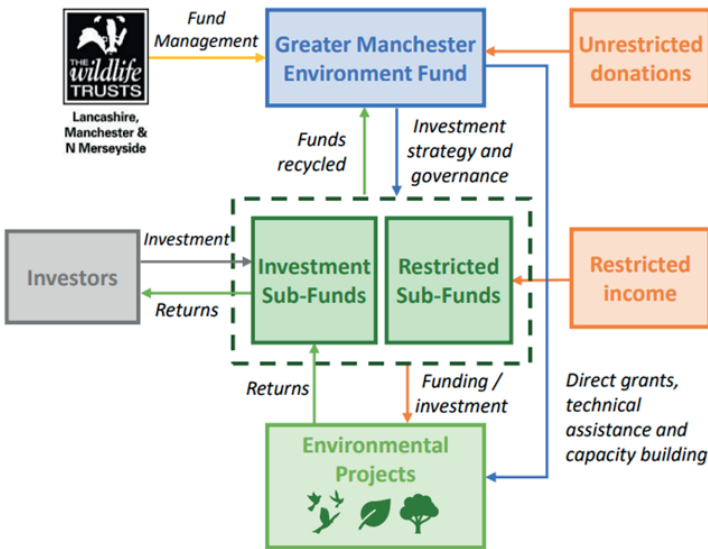 Fund
Management
Greater Manchester
Environment Fund
Unrestricted
donations
THE
wildlife
TRUSTS
Lancashire,
Manchester &
N Merseyside
Funds
recycled
Investment
strategy and
governance
Investors
Investment
Returns
Investment
Sub-Funds
Restricted
Sub-Funds
Restricted
income
Returns
Funding /
investment
Direct grants,
technical
assistance and
capacity building
Environmental
Projects